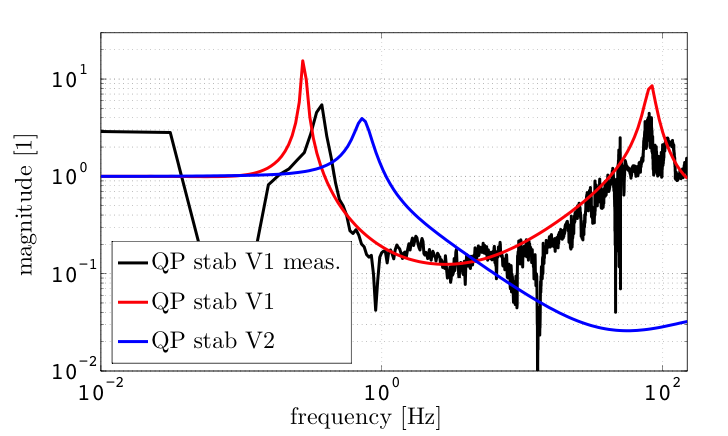 magnitude [1]
10^1
10^0
10^−1
10^−2
QP stab V1 meas.
QP stab V1
QP stab V2
10^−2
10^0
10^2
frequency [Hz]